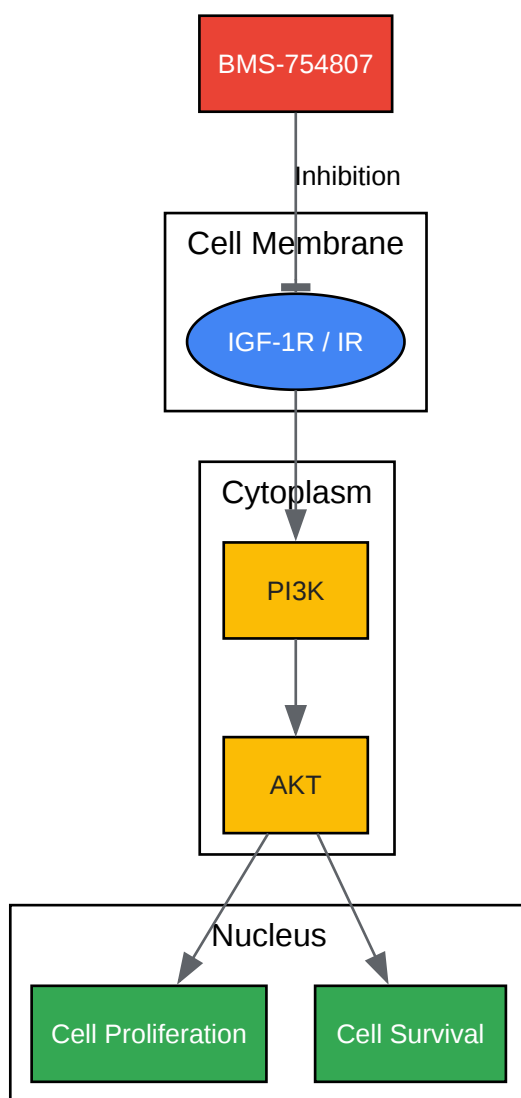 BMS-754807
Inhibition
Cell Membrane
IGF-1R / IR
Cytoplasm
PI3K
AKT
Nucleus
Cell Proliferation
Cell Survival